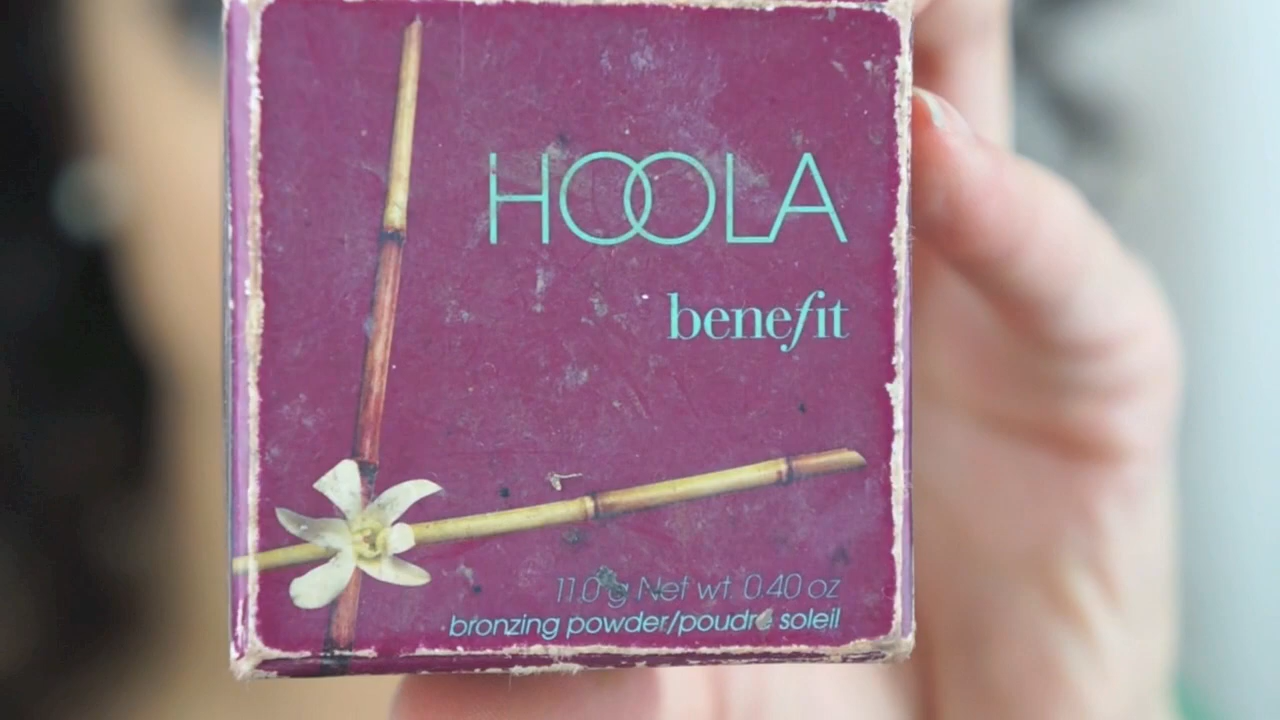 HOOLA
benefit
11.0 g Net wt. 0.40 oz
bronzing powder/poudre soleil